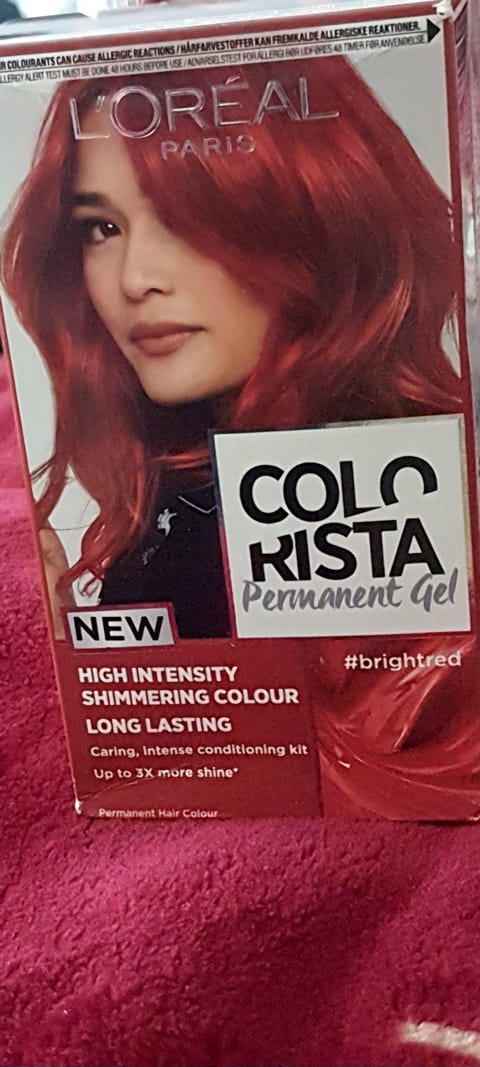 R COLOURANTS CAN CAUSE ALLERGIC REACTIONS / HÅRFARVESTOFFER KAN FREMKALDE ALLERGISKE REAKTIONER.
LLERGY ALERT TEST MUST BE DONE 48 HOURS BEFORE USE / ADVARSELSTEST FOR ALLERGI BØR UDFØRES 48 TIMER FØR ANVENDELSE
L'ORÉAL
PARIS
COLO
RISTA
Permanent Gel
NEW
#brightred
HIGH INTENSITY
SHIMMERING COLOUR
LONG LASTING
Caring, intense conditioning kit
Up to 3X more shine*
Permanent Hair Colour